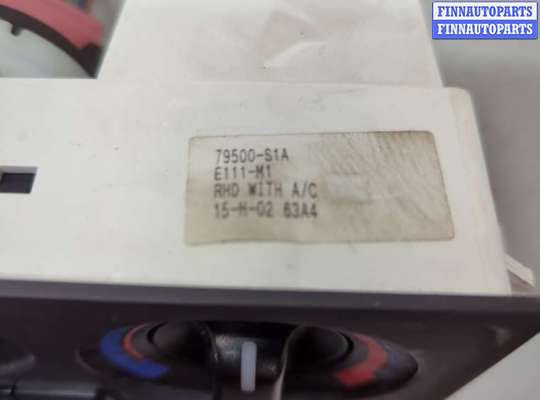 FINNAUTOPARTS
FINNAUTOPARTS
79500-S1A
E111-M1
RHD WITH A/C
15-H-02 63A4